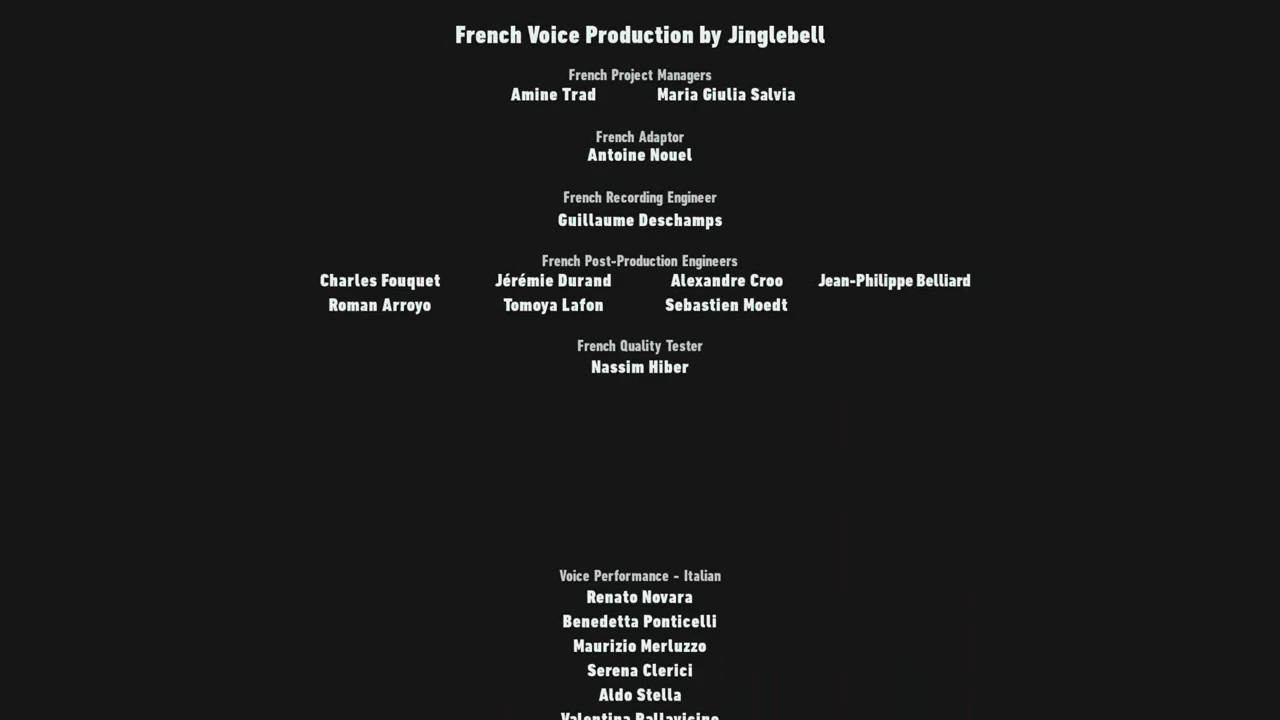 French Voice Production by Jinglebell
French Project Managers
Amine Trad Maria Giulia Salvia
French Adaptor
Antoine Nouel
French Recording Engineer
Guillaume Deschamps
French Post-Production Engineers
Charles Fouquet Jérémie Durand Alexandre Croo Jean-Philippe Belliard
Roman Arroyo Tomoya Lafon Sebastien Moedt
French Quality Tester
Nassim Hiber
Voice Performance - Italian
Renato Novara
Benedetta Ponticelli
Maurizio Merluzzo
Serena Clerici
Aldo Stella
Valentina Pallavicino